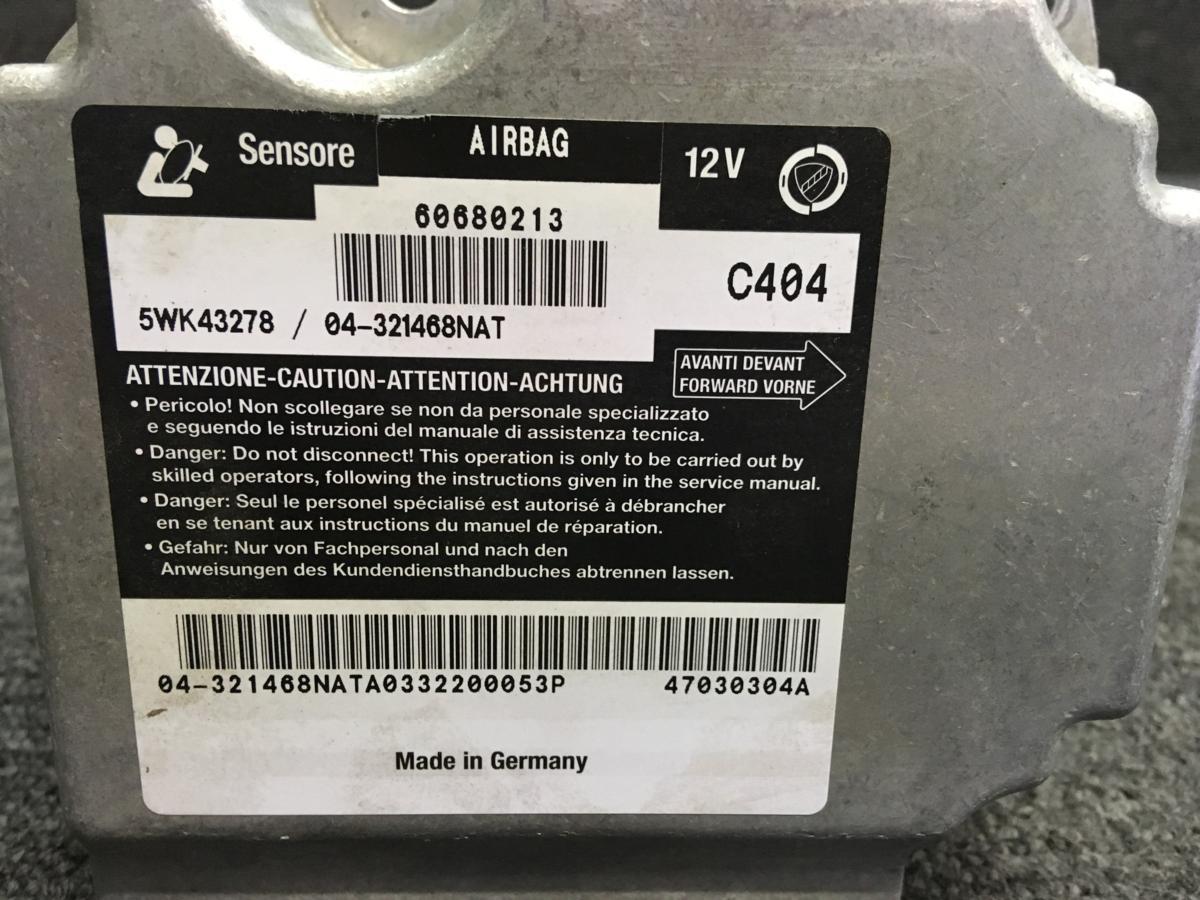 Sensore
AIRBAG
12V
60680213
C404
5WK43278 / 04-321468NAT
AVANTI DEVANT
FORWARD VORNE
ATTENZIONE-CAUTION-ATTENTION-ACHTUNG
• Pericolo! Non scollegare se non da personale specializzato
e seguendo le istruzioni del manuale di assistenza tecnica.
• Danger: Do not disconnect! This operation is only to be carried out by
skilled operators, following the instructions given in the service manual.
• Danger: Seul le personel spécialisé est autorisé à débrancher
en se tenant aux instructions du manuel de réparation.
• Gefahr: Nur von Fachpersonal und nach den
Anweisungen des Kundendiensthandbuches abtrennen lassen.
04-321468NATA0332200053P
47030304A
Made in Germany